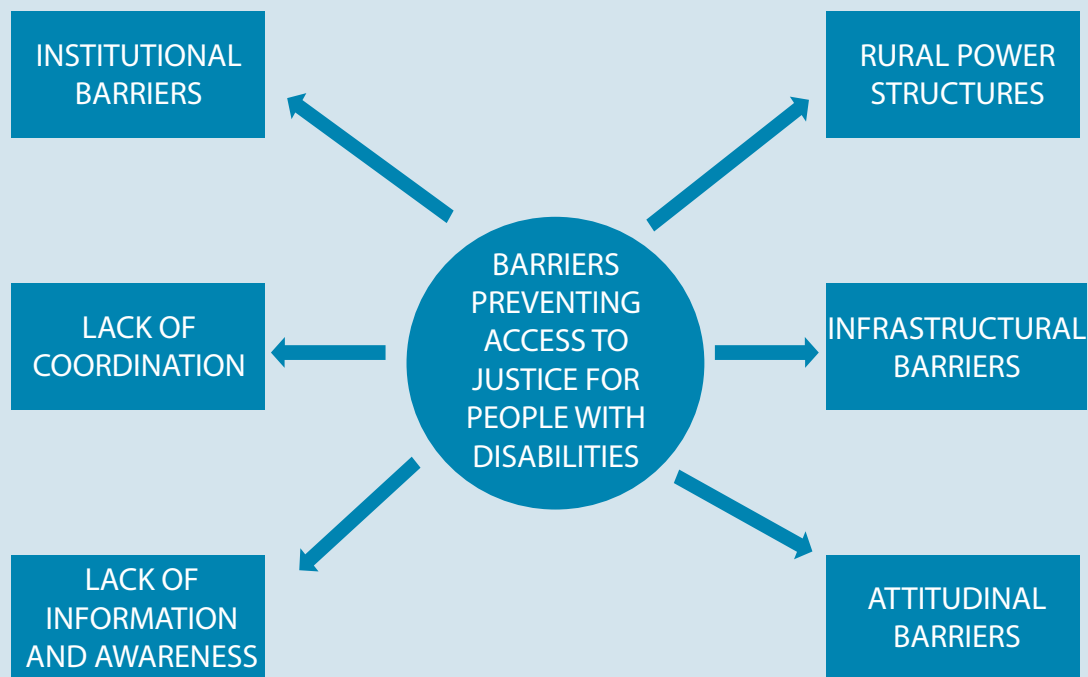 INSTITUTIONAL
BARRIERS
RURAL POWER
STRUCTURES
BARRIERS
PREVENTING
ACCESS TO
JUSTICE FOR
PEOPLE WITH
DISABILITIES
LACK OF
COORDINATION
INFRASTRUCTURAL
BARRIERS
LACK OF
INFORMATION
AND AWARENESS
ATTITUDINAL
BARRIERS